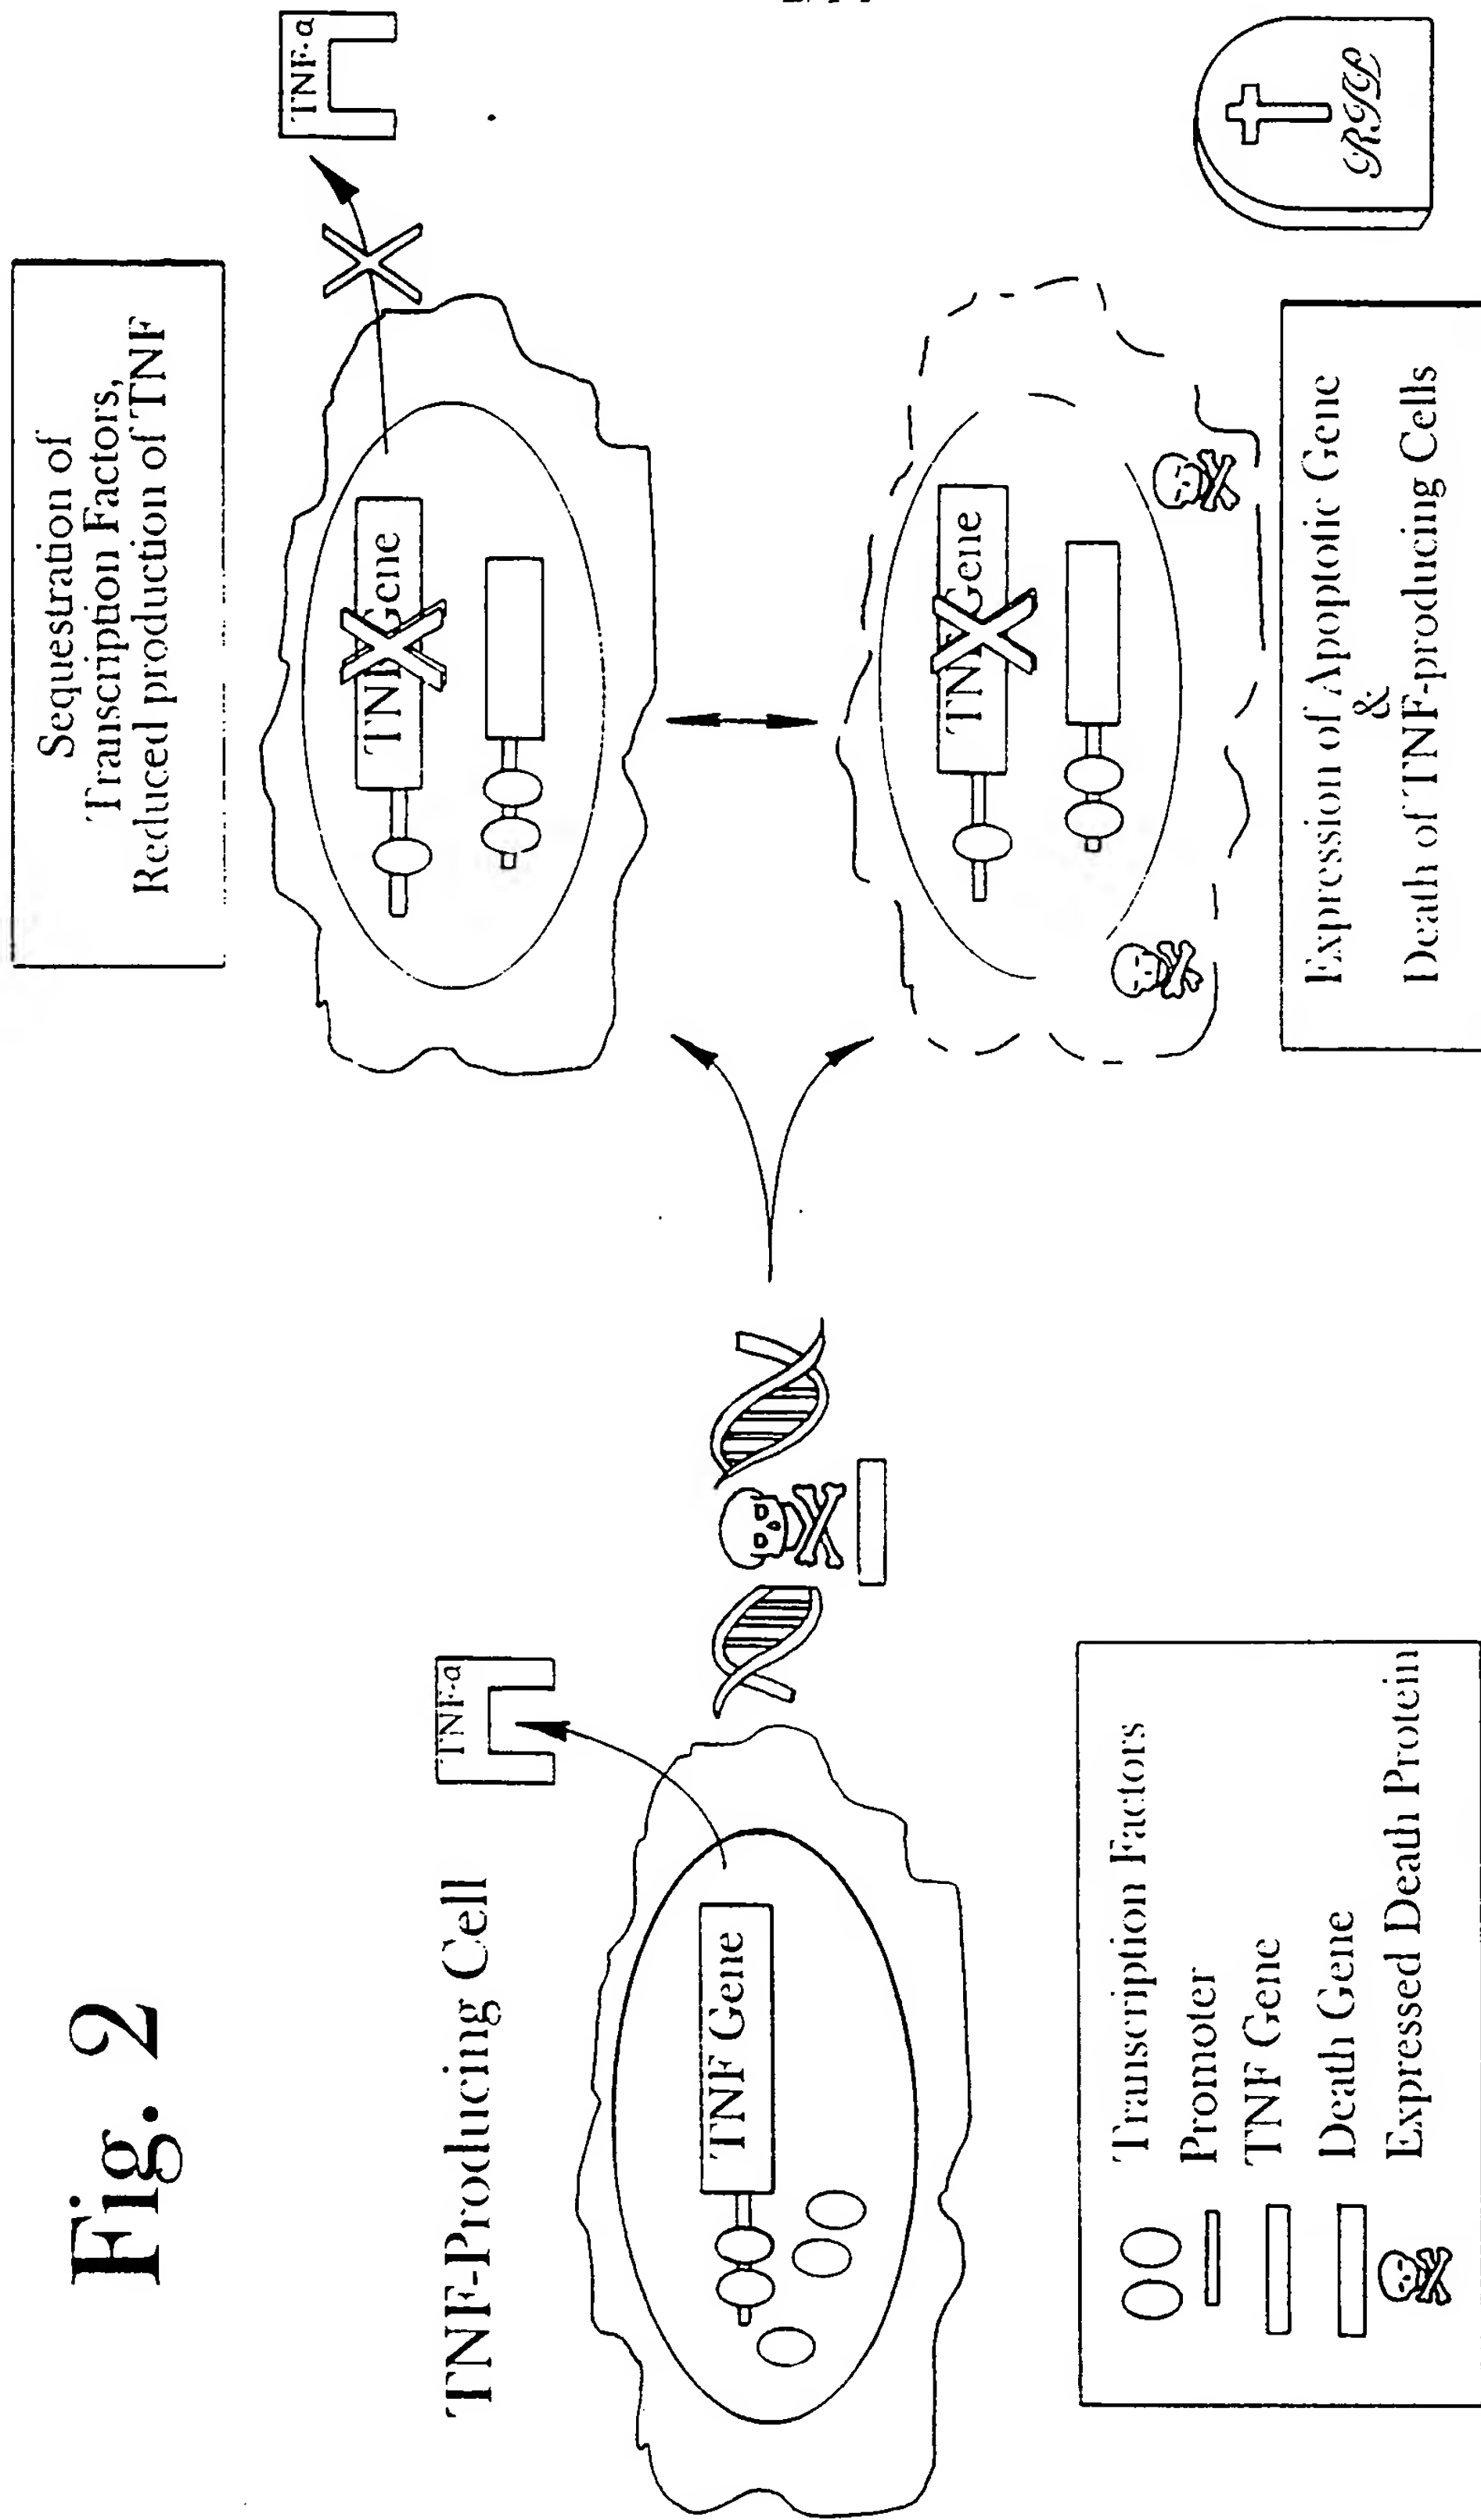 Fig. 2
TNF-Producing Cell
TNF-α
TNF Gene
Transcription Factors
Promoter
TNF Gene
Death Gene
Expressed Death Protein
Sequestration of
Transcription Factors,
Reduced production of TNF
TNF-α
TNF Gene
TNF Gene
Expression of Apoptotic Gene
&
Death of TNF-producing Cells
RIP